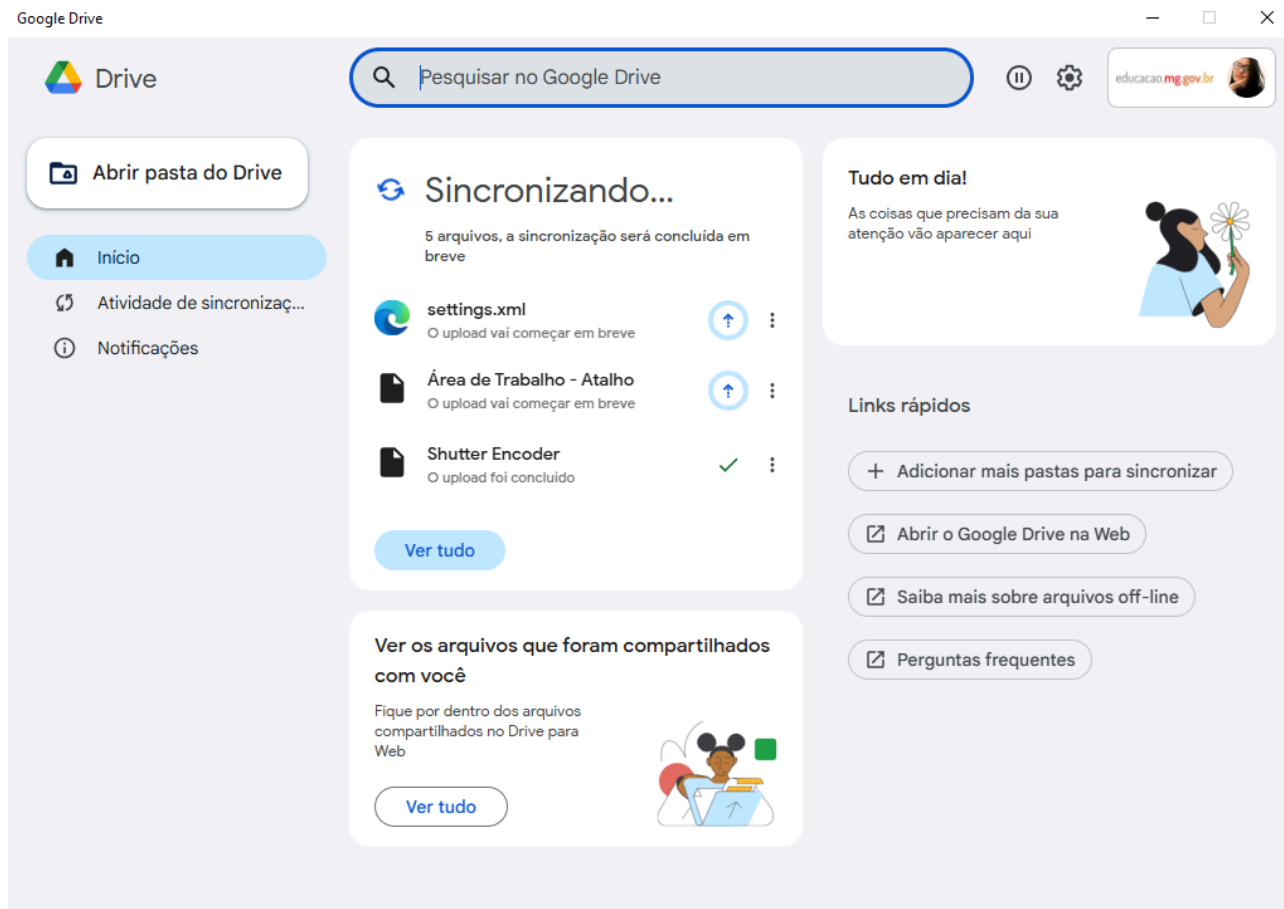 Google Drive
Drive
Pesquisar no Google Drive
educacao.mg.gov.br
Abrir pasta do Drive
Início
Atividade de sincronizaç...
Notificações
Sincronizando...
5 arquivos, a sincronização será concluída em
breve
settings.xml
O upload vai começar em breve
Área de Trabalho - Atalho
O upload vai começar em breve
Shutter Encoder
O upload foi concluído
Ver tudo
Ver os arquivos que foram compartilhados
com você
Fique por dentro dos arquivos
compartilhados no Drive para
Web
Ver tudo
Tudo em dia!
As coisas que precisam da sua
atenção vão aparecer aqui
Links rápidos
Adicionar mais pastas para sincronizar
Abrir o Google Drive na Web
Saiba mais sobre arquivos off-line
Perguntas frequentes